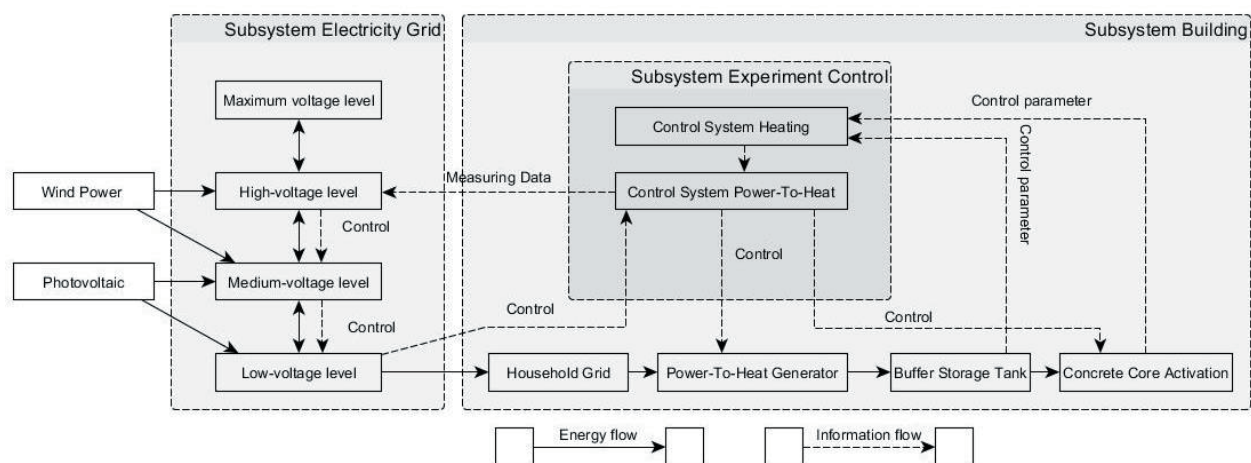 Subsystem Electricity Grid
Subsystem Building
Subsystem Experiment Control
Maximum voltage level
Control System Heating
Control parameter
Wind Power
High-voltage level
Measuring Data
Control System Power-To-Heat
Control parameter
Control
Control
Photovoltaic
Medium-voltage level
Control
Control
Control
Low-voltage level
Household Grid
Power-To-Heat Generator
Buffer Storage Tank
Concrete Core Activation
Energy flow
Information flow